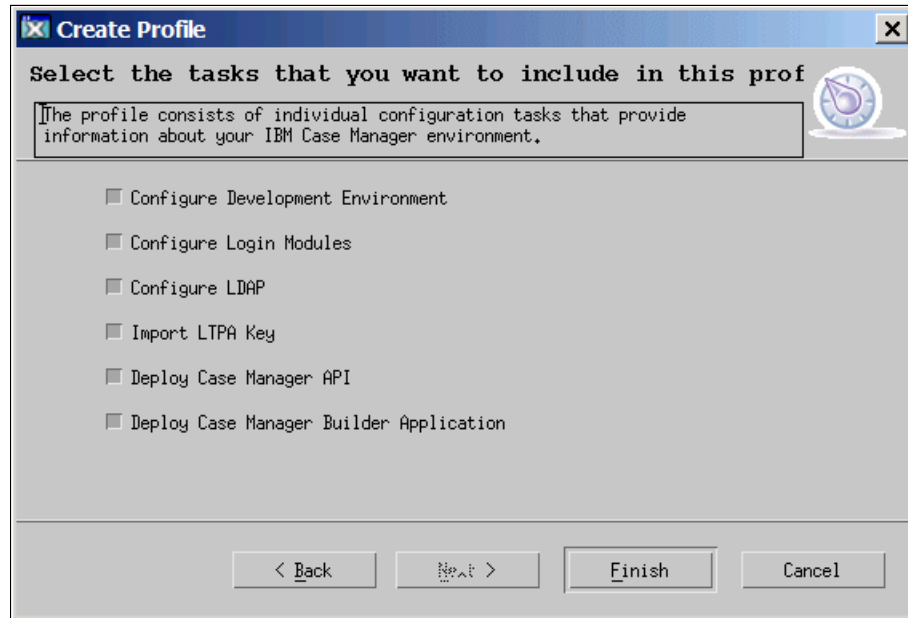 Create Profile
Select the tasks that you want to include in this prof
The profile consists of individual configuration tasks that provide
information about your IBM Case Manager environment.
Configure Development Environment
Configure Login Modules
Configure LDAP
Import LTPA Key
Deploy Case Manager API
Deploy Case Manager Builder Application
< Back
Next >
Finish
Cancel